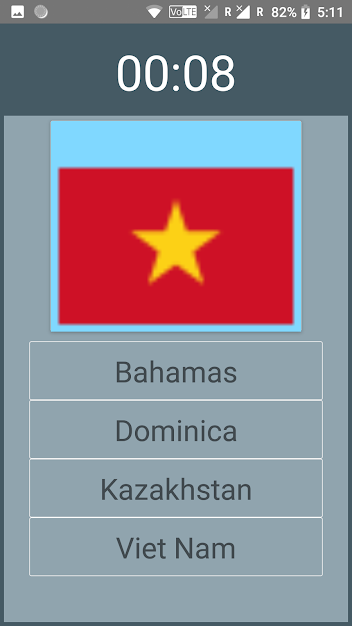 VoLTE R R 82% 5:11
00:08
Bahamas
Dominica
Kazakhstan
Viet Nam